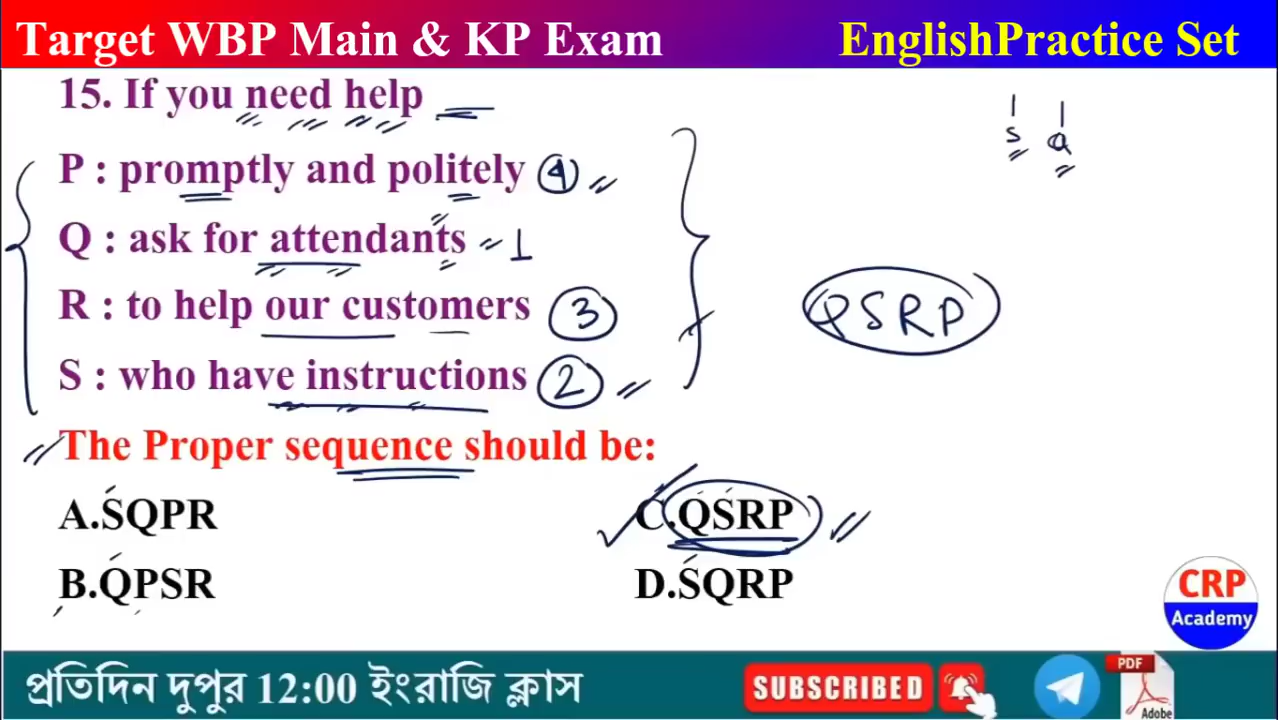 Target WBP Main & KP Exam EnglishPractice Set
15. If you need help
S Q
P : promptly and politely 4
Q : ask for attendants 1
R : to help our customers 3
QSRP
S : who have instructions 2
The Proper sequence should be:
A.SQPR C.QSRP
B.QPSR D.SQRP
CRP
Academy
প্রতিদিন দুপুর 12:00 ইংরাজি ক্লাস SUBSCRIBED PDF
Adobe